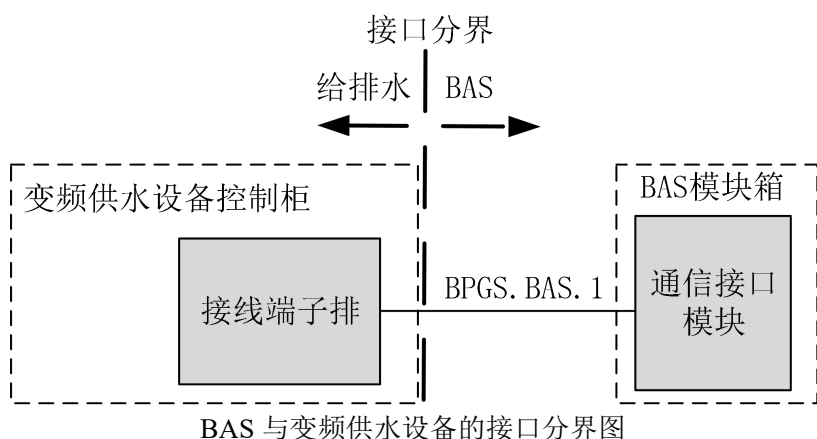 接口分界
给排水 BAS
变频供水设备控制柜
BAS模块箱
接线端子排
BPGS.BAS.1
通信接口
模块
BAS 与变频供水设备的接口分界图